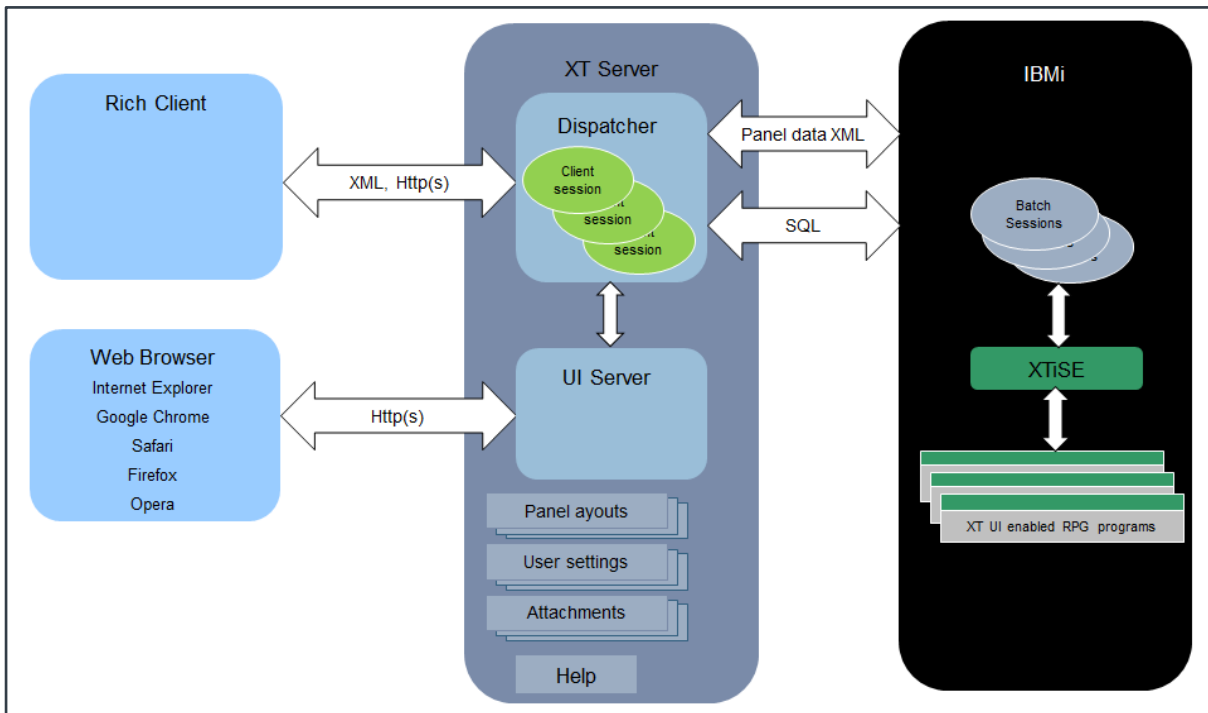 Rich Client
XML, Http(s)
Web Browser
Internet Explorer
Google Chrome
Safari
Firefox
Opera
Http(s)
XT Server
Dispatcher
Client
session
session
session
UI Server
Panel ayouts
User settings
Attachments
Help
Panel data XML
SQL
IBMi
Batch
Sessions
XTiSE
XT UI enabled RPG programs